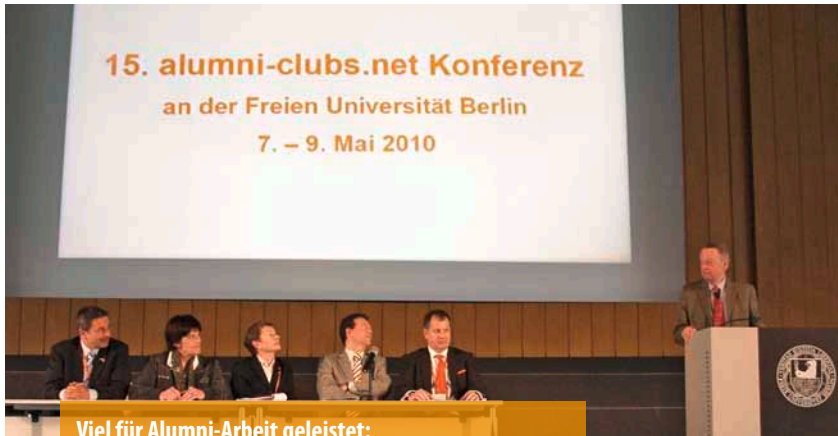 15. alumni-clubs.net Konferenz
an der Freien Universität Berlin
7. – 9. Mai 2010
Viel für Alumni-Arbeit geleistet: